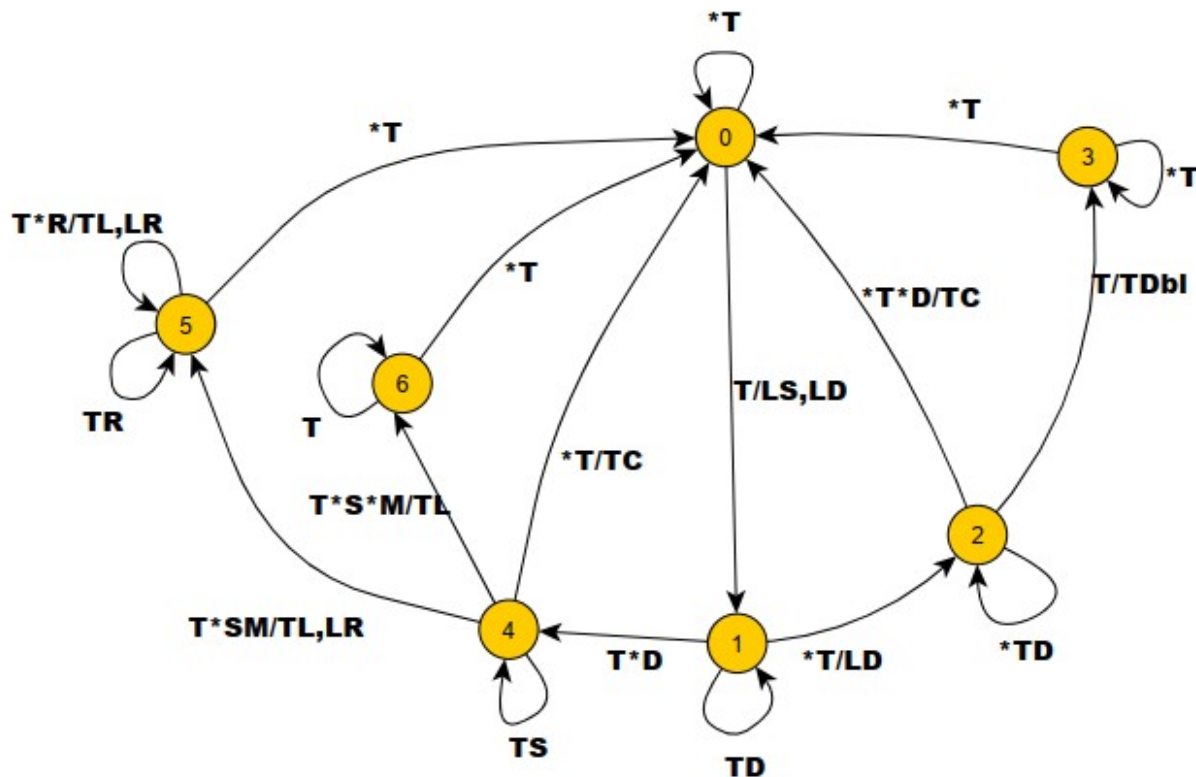 *T
0
*T
3
*T
*T
T*R/TL,LR
5
*T
T/TDbl
*T*D/TC
6
T/LS,LD
TR
T
*T/TC
T*S*M/TL
2
T*SM/TL,LR
4
1
T*D
*T/LD
*TD
TS
TD